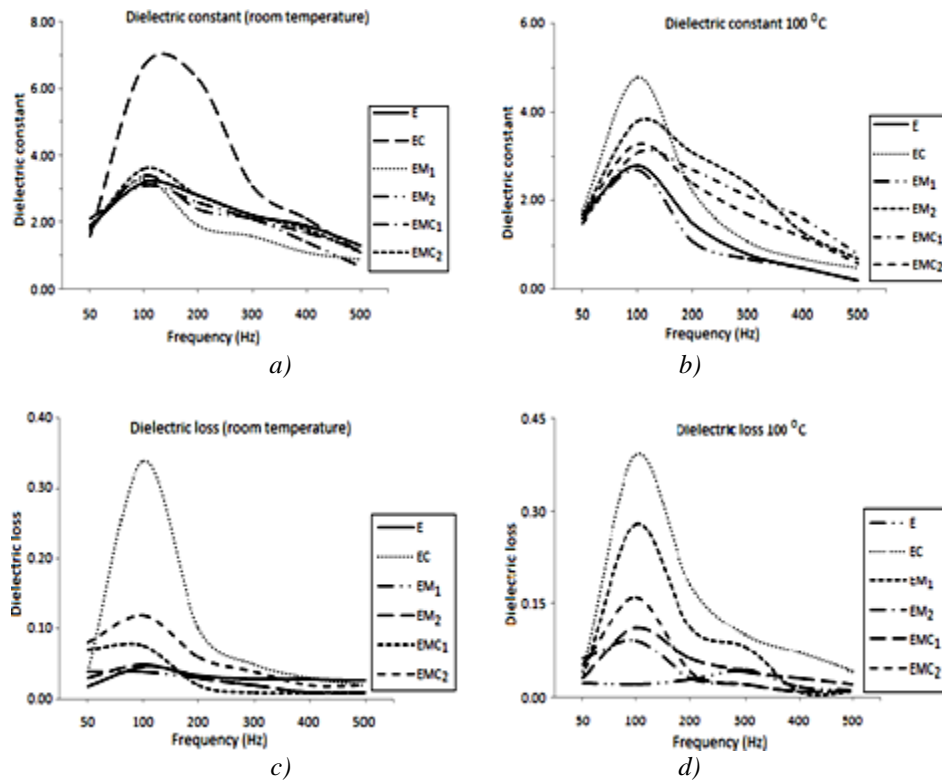 Dielectric constant (room temperature)
8.00
6.00
4.00
2.00
0.00
Dielectric constant
50 100 200 300 400 500
Frequency (Hz)
E
EC
EM1
EM2
EMC1
EMC2
a)
Dielectric constant 100 ⁰C
6.00
4.00
2.00
0.00
Dielectric constant
50 100 200 300 400 500
Frequency (Hz)
E
EC
EM1
EM2
EMC1
EMC2
b)
Dielectric loss (room temperature)
0.40
0.30
0.20
0.10
0.00
Dielectric loss
50 100 200 300 400 500
Frequency (Hz)
E
EC
EM1
EM2
EMC1
EMC2
c)
Dielectric loss 100 ⁰C
0.45
0.30
0.15
0.00
Dielectric loss
50 100 200 300 400 500
Frequency (Hz)
E
EC
EM1
EM2
EMC1
EMC2
d)